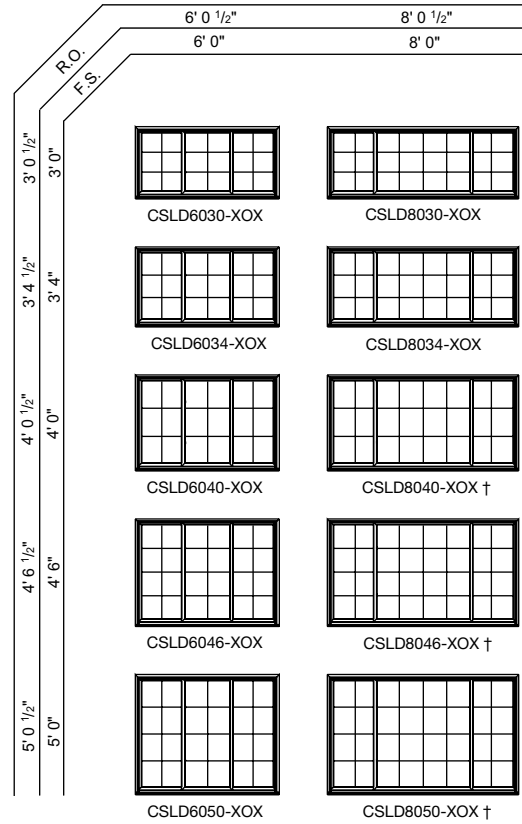 6' 0 1/2" 8' 0 1/2"
R.O. 6' 0" 8' 0"
F.S.
3' 0 1/2" 3' 0"
CSLD6030-XOX CSLD8030-XOX
3' 4 1/2" 3' 4"
CSLD6034-XOX CSLD8034-XOX
4' 0 1/2" 4' 0"
CSLD6040-XOX CSLD8040-XOX †
4' 6 1/2" 4' 6"
CSLD6046-XOX CSLD8046-XOX †
5' 0 1/2" 5' 0"
CSLD6050-XOX CSLD8050-XOX †